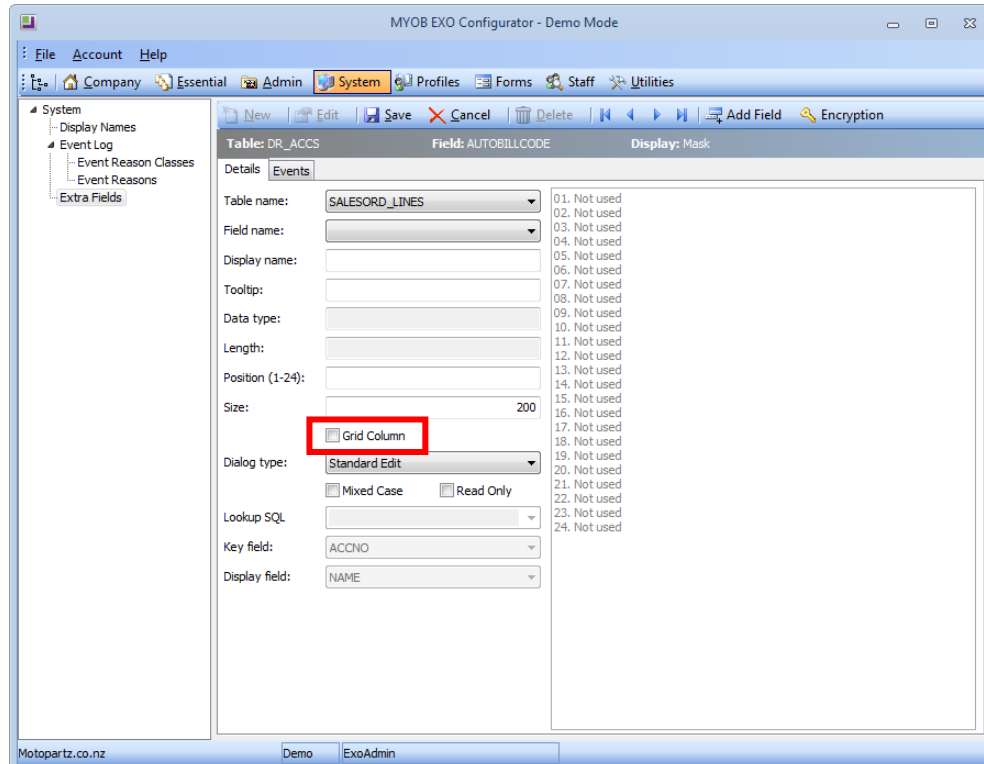 MYOB EXO Configurator - Demo Mode
File Account Help
Company Essential Admin System Profiles Forms Staff Utilities
System
Display Names
Event Log
Event Reason Classes
Event Reasons
Extra Fields
New Edit Save Cancel Delete Add Field Encryption
Table: DR_ACCS Field: AUTOBILLCODE Display: Mask
Details Events
Table name: SALESORD_LINES
Field name:
Display name:
Tooltip:
Data type:
Length:
Position (1-24):
Size: 200
Grid Column
Dialog type: Standard Edit
Mixed Case Read Only
Lookup SQL
Key field: ACCNO
Display field: NAME
01. Not used
02. Not used
03. Not used
04. Not used
05. Not used
06. Not used
07. Not used
08. Not used
09. Not used
10. Not used
11. Not used
12. Not used
13. Not used
14. Not used
15. Not used
16. Not used
17. Not used
18. Not used
19. Not used
20. Not used
21. Not used
22. Not used
23. Not used
24. Not used
Motopartz.co.nz Demo ExoAdmin